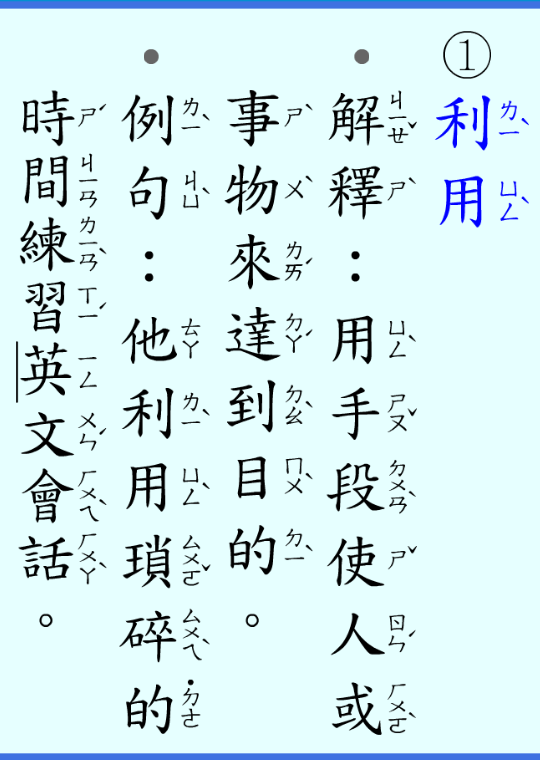 ①利用
•解釋：用手段使人或
事物來達到目的。
•例句：他利用瑣碎的
時間練習英文會話。